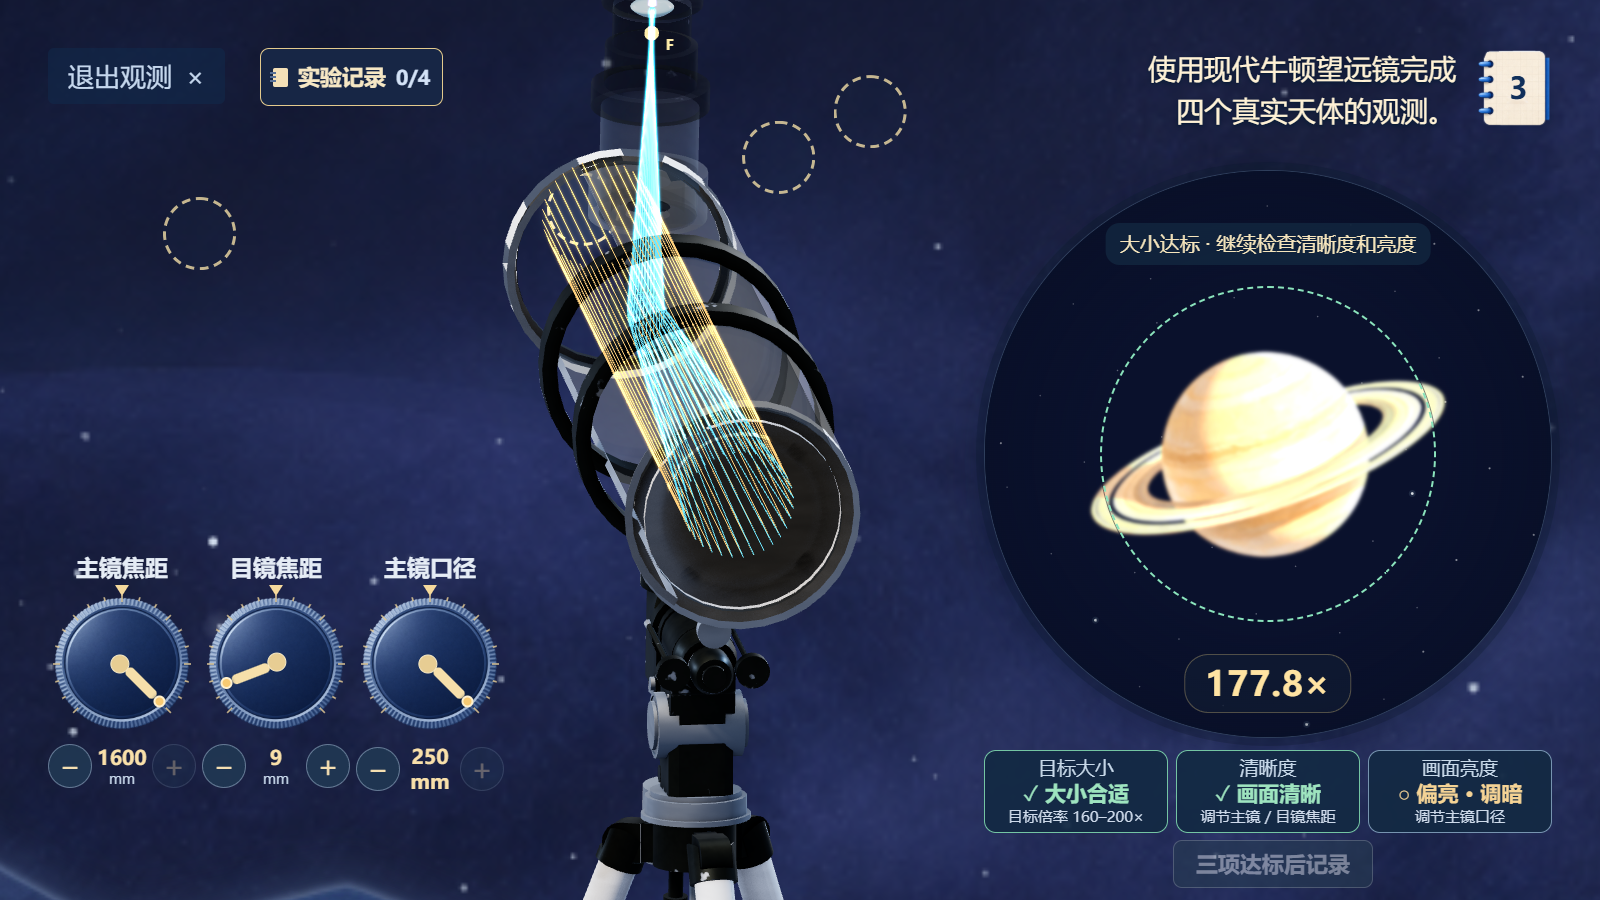 退出观测 ×
实验记录 0/4
F
使用现代牛顿望远镜完成
四个真实天体的观测。
3
大小达标 · 继续检查清晰度和亮度
177.8×
主镜焦距
目镜焦距
主镜口径
− 1600 mm +
− 9 mm +
− 250 mm +
目标大小
✓ 大小合适
目标倍率 160–200×
清晰度
✓ 画面清晰
调节主镜 / 目镜焦距
画面亮度
○ 偏亮 · 调暗
调节主镜口径
三项达标后记录